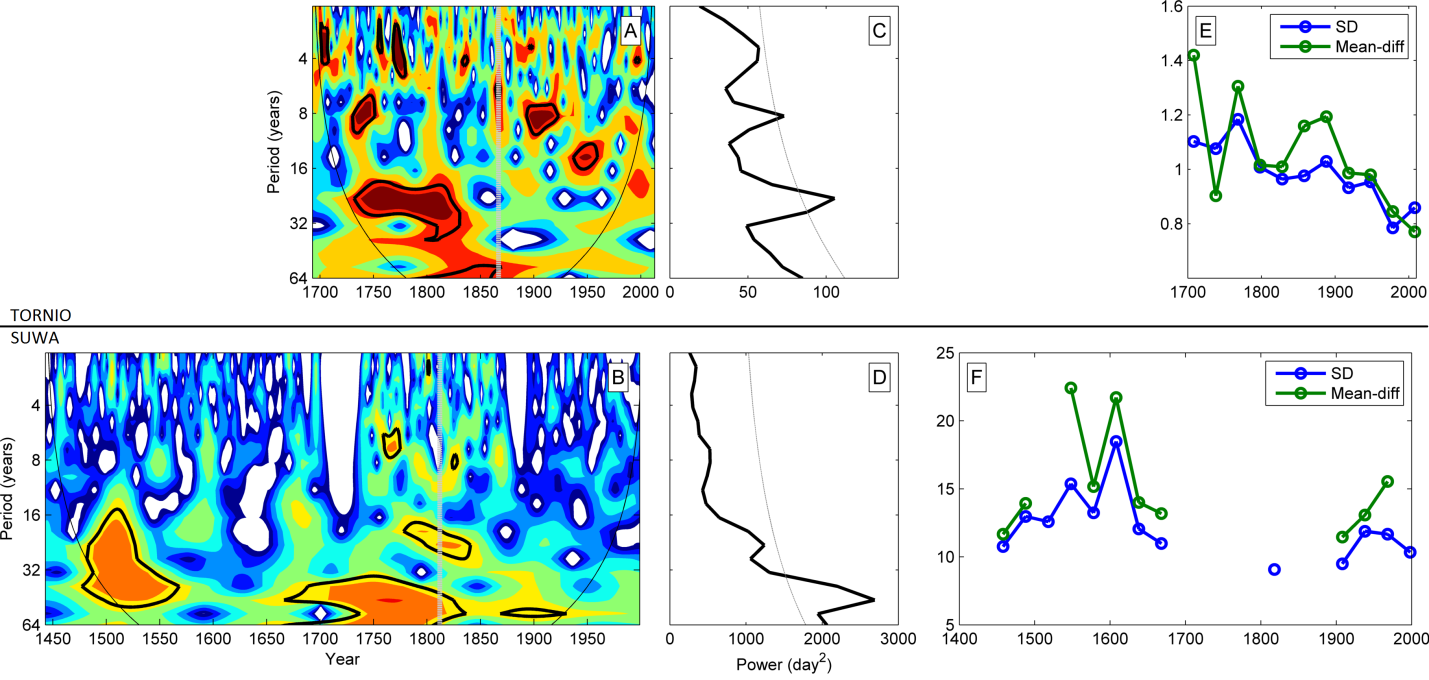 A
4
8
16
32
64
Period (years)
1700 1750 1800 1850 1900 1950 2000
C
0 50 100
E
SD
Mean-diff
1.6
1.4
1.2
1
0.8
1700 1800 1900 2000
TORNIO
SUWA
B
4
8
16
32
64
Period (years)
1450 1500 1550 1600 1650 1700 1750 1800 1850 1900 1950
Year
D
0 1000 2000 3000
Power (day²)
F
SD
Mean-diff
25
20
15
10
5
1400 1500 1600 1700 1800 1900 2000